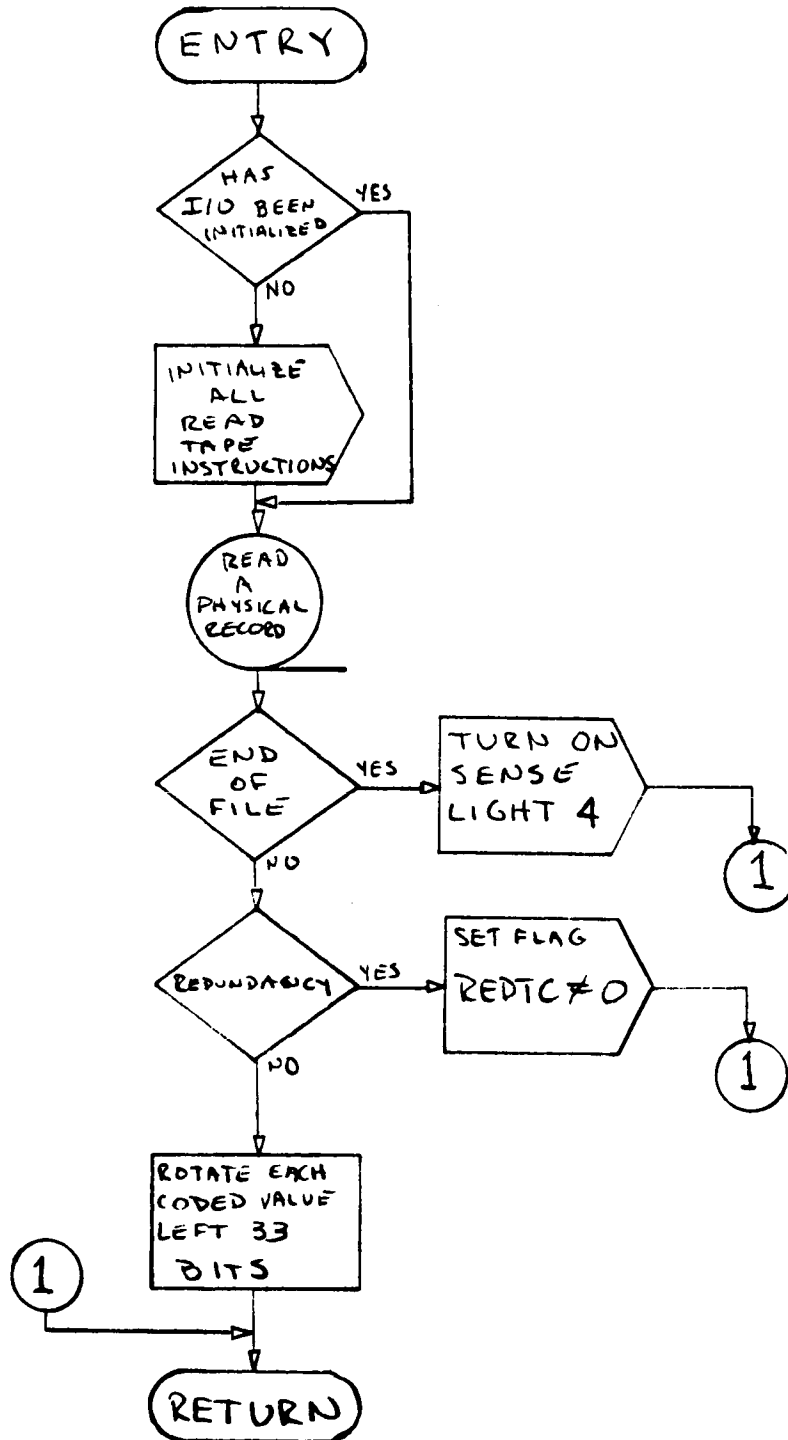 ENTRY
HAS
I/O BEEN
INITIALIZED
YES
NO
INITIALIZE
ALL
READ
TAPE
INSTRUCTIONS
READ
A
PHYSICAL
RECORD
END
OF
FILE
YES
NO
TURN ON
SENSE
LIGHT 4
1
REDUNDANCY
YES
NO
SET FLAG
REDTC ≠ 0
1
ROTATE EACH
CODED VALUE
LEFT 33
BITS
1
RETURN